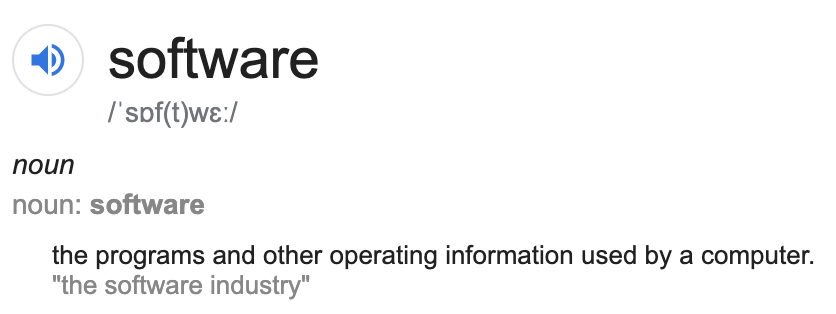 software
/ˈsɒf(t)wɛː/
noun
noun: software
the programs and other operating information used by a computer.
"the software industry"